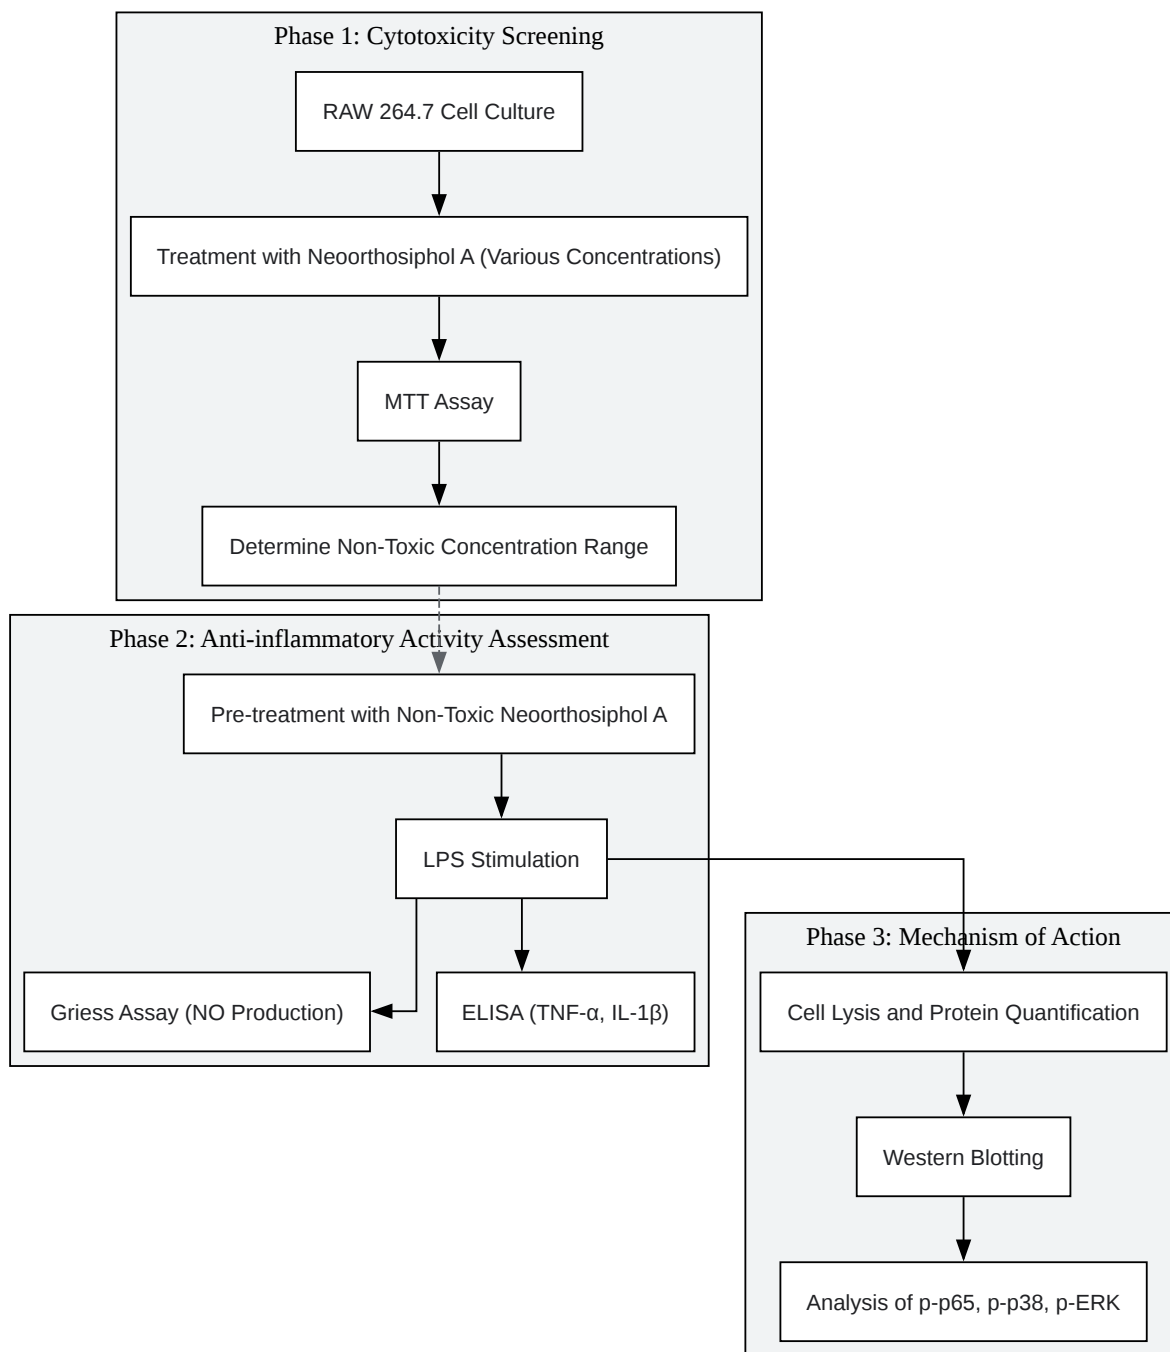 Phase 1: Cytotoxicity Screening
RAW 264.7 Cell Culture
Treatment with Neoorthosiphol A (Various Concentrations)
MTT Assay
Determine Non-Toxic Concentration Range
Phase 2: Anti-inflammatory Activity Assessment
Pre-treatment with Non-Toxic Neoorthosiphol A
LPS Stimulation
Griess Assay (NO Production)
ELISA (TNF-α, IL-1β)
Phase 3: Mechanism of Action
Cell Lysis and Protein Quantification
Western Blotting
Analysis of p-p65, p-p38, p-ERK